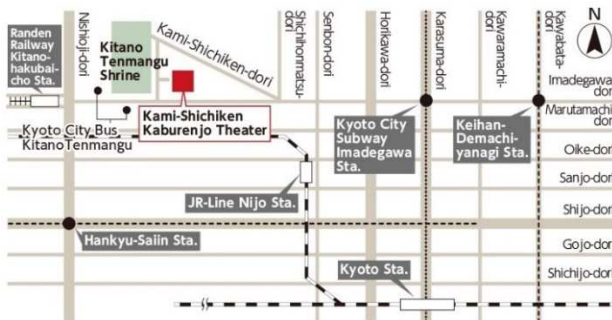 Randen
Railway
Kitano-
hakubai-
cho Sta.
Nishioji-dori
Kitano
Tenmangu
Shrine
Kami-Shichiken-dori
Shichihonmatsu-
dori
Senbon-dori
Horikawa-dori
Karasuma-dori
Kawaramachi-
dori
Kawabata-
dori
N
Kami-Shichiken
Kaburenjo Theater
Kyoto City Bus
KitanoTenmangu
Kyoto City
Subway
Imadegawa
Sta.
Keihan-
Demachi-
yanagi Sta.
Imadegawa-
dori
Marutamachi-
dori
Oike-dori
Sanjo-dori
Shijo-dori
Gojo-dori
Shichijo-dori
JR-Line Nijo Sta.
Hankyu-Saiin Sta.
Kyoto Sta.